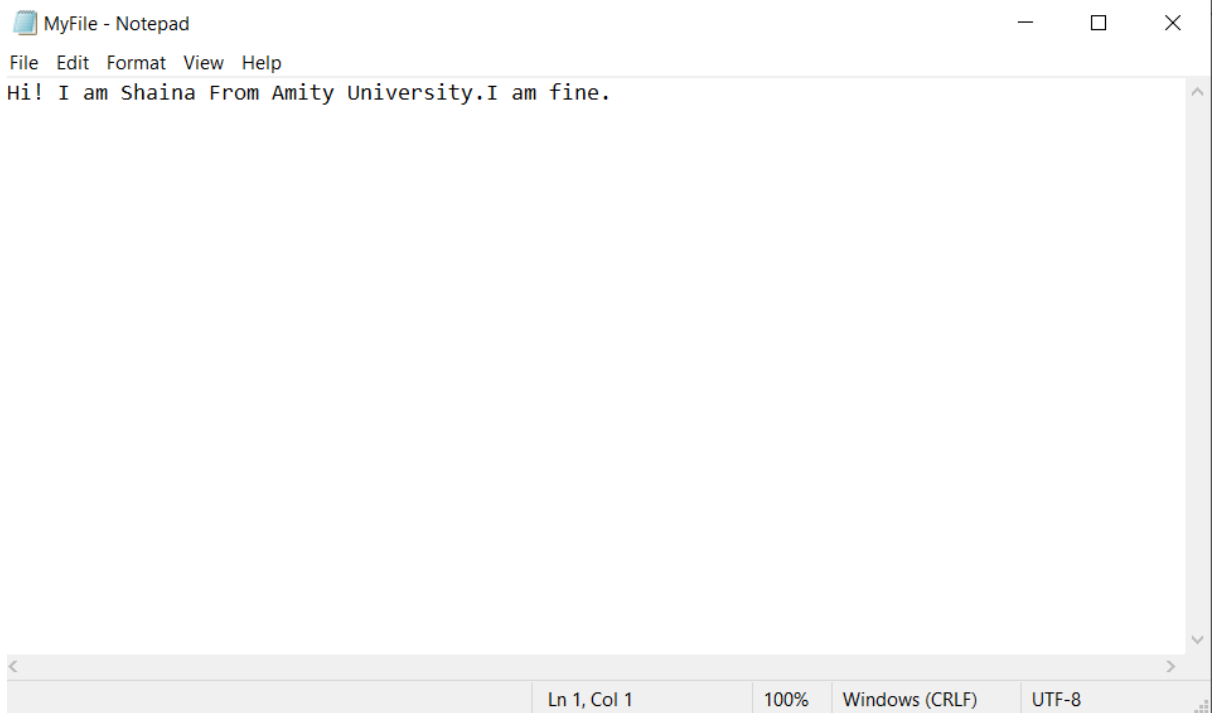 MyFile - Notepad
File Edit Format View Help
Hi! I am Shaina From Amity University.I am fine.
Ln 1, Col 1 100% Windows (CRLF) UTF-8